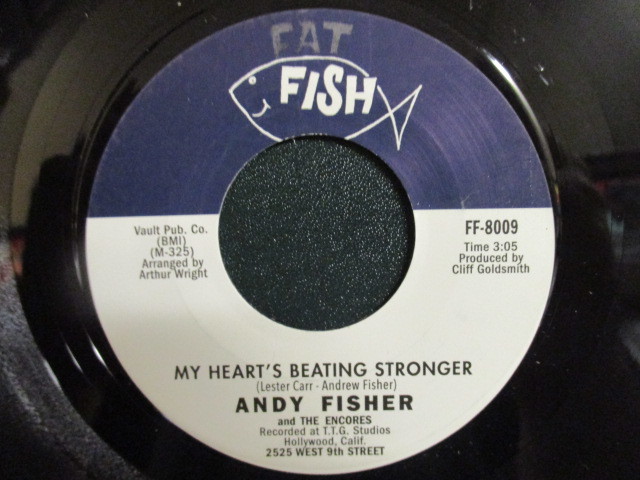 FAT
FISH
Vault Pub. Co.
(BMI)
(M-325)
Arranged by
Arthur Wright
FF-8009
Time 3:05
Produced by
Cliff Goldsmith
MY HEART'S BEATING STRONGER
(Lester Carr - Andrew Fisher)
ANDY FISHER
and THE ENCORES
Recorded at T.T.G. Studios
Hollywood, Calif.
2525 WEST 9th STREET